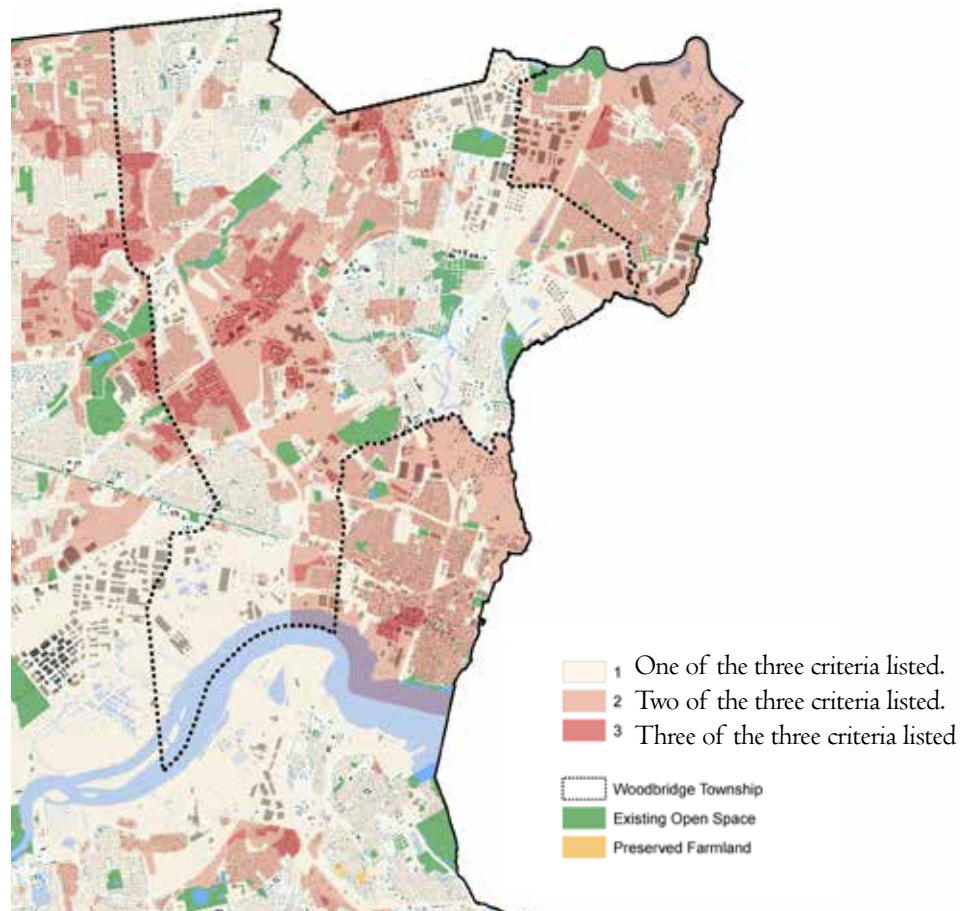 1 One of the three criteria listed.
2 Two of the three criteria listed.
3 Three of the three criteria listed
Woodbridge Township
Existing Open Space
Preserved Farmland